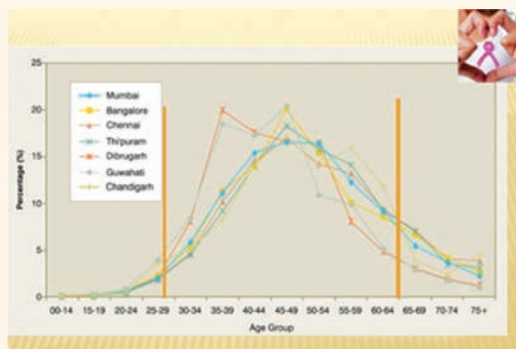 25
20
15
10
5
0
Percentage (%)
Mumbai
Bangalore
Chennai
Thi'puram
Dibrugarh
Guwahati
Chandigarh
00-14 15-19 20-24 25-29 30-34 35-39 40-44 45-49 50-54 55-59 60-64 65-69 70-74 75+
Age Group